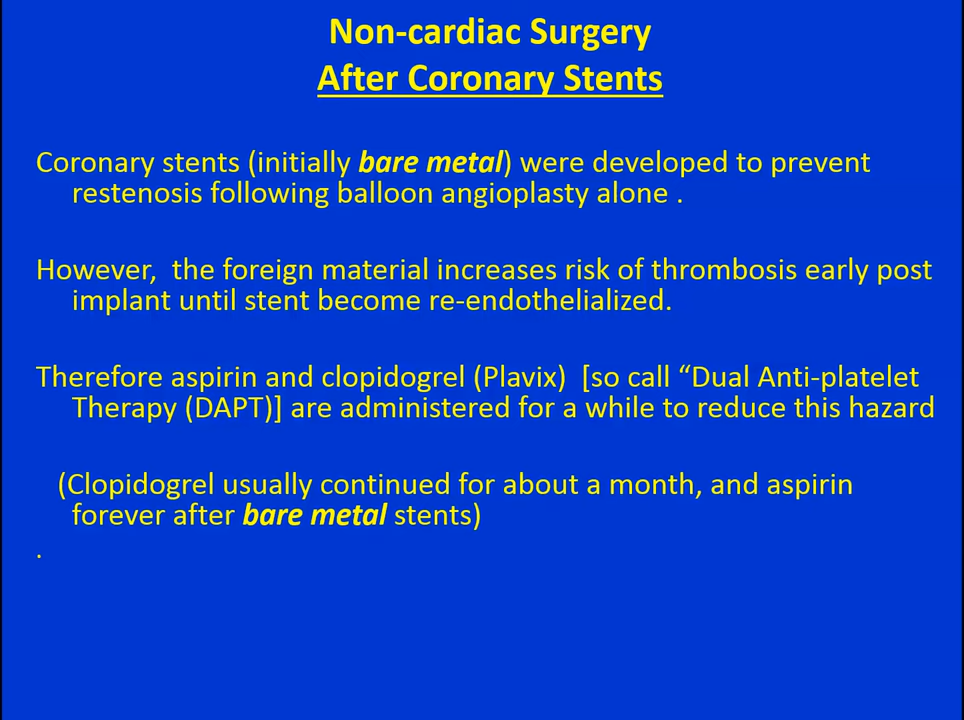 Non-cardiac Surgery
After Coronary Stents
Coronary stents (initially bare metal) were developed to prevent
restenosis following balloon angioplasty alone .
However,  the foreign material increases risk of thrombosis early post
implant until stent become re-endothelialized.
Therefore aspirin and clopidogrel (Plavix)  [so call “Dual Anti-platelet
Therapy (DAPT)] are administered for a while to reduce this hazard
(Clopidogrel usually continued for about a month, and aspirin
forever after bare metal stents)
.